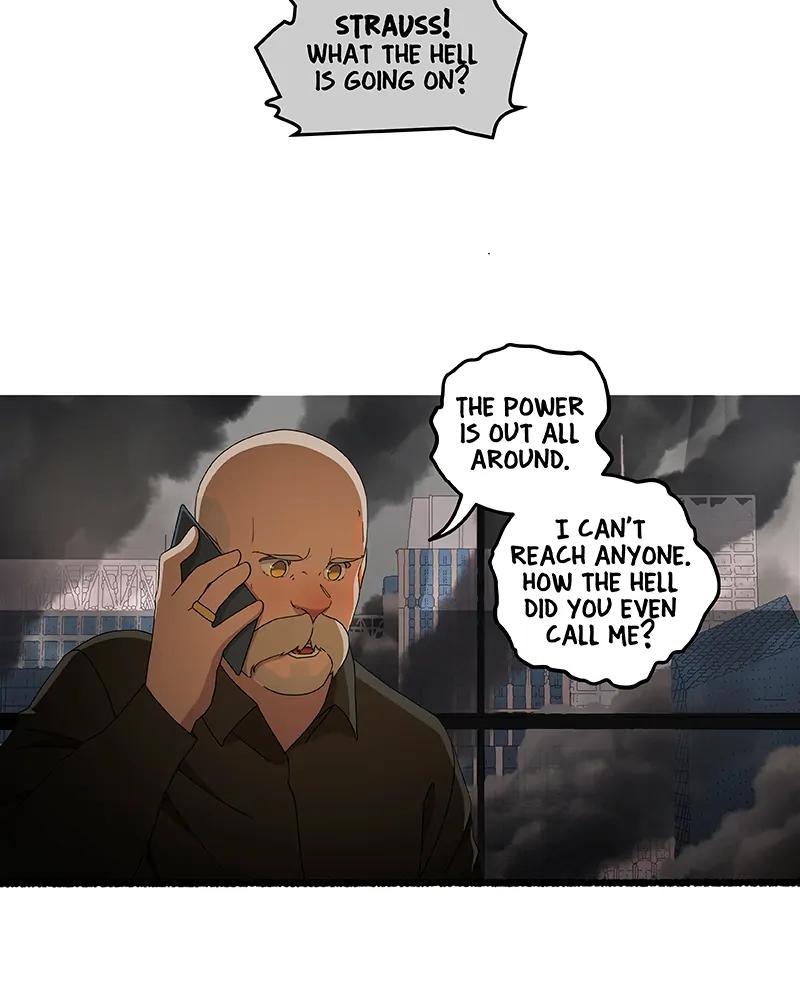 STRAUSS!
WHAT THE HELL
IS GOING ON?
THE POWER
IS OUT ALL
AROUND.
I CAN'T
REACH ANYONE.
HOW THE HELL
DID YOU EVEN
CALL ME?